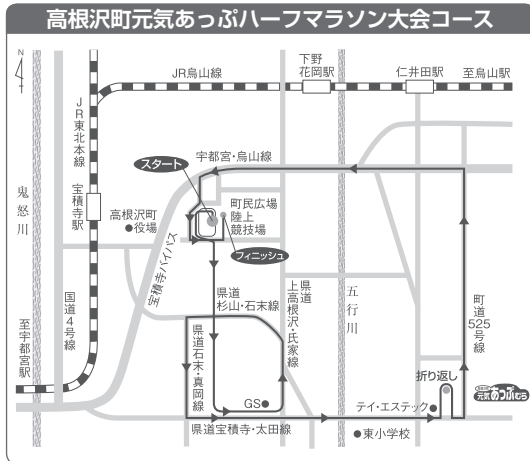 高根沢町元気あっぷハーフマラソン大会コース
N
JR烏山線
下野
花岡駅
仁井田駅
至烏山駅
JR東北本線
宝積寺駅
鬼怒川
至宇都宮駅
国道4号線
高根沢町
●役場
宝積寺バイパス
スタート
宇都宮・烏山線
町民広場
陸上
競技場
フィニッシュ
県道
杉山・石末線
県道
上高根沢・氏家線
五行川
町道525号線
県道石末・真岡線
GS●
折り返し
元気あっぷむら
テイ・エステック●
県道宝積寺・太田線
●東小学校